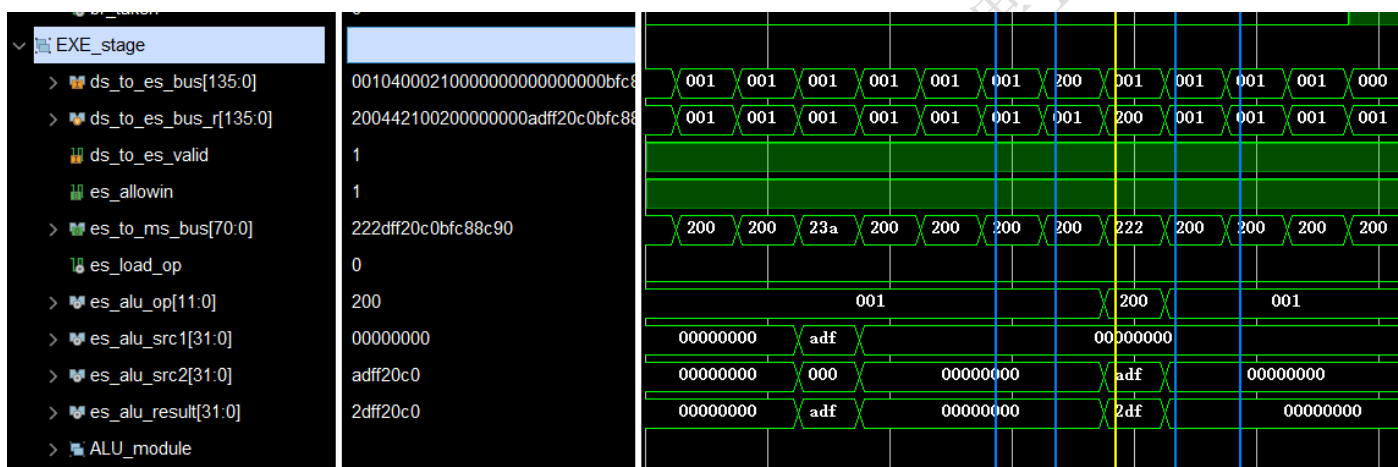 EXE_stage
ds_to_es_bus[135:0] 00104000210000000000000000bfc8 001 001 001 001 001 001 200 001 001 001 001 000
ds_to_es_bus_r[135:0] 200442100200000000adff20c0bfc88 001 001 001 001 001 001 001 200 001 001 001 001
ds_to_es_valid 1
es_allowin 1
es_to_ms_bus[70:0] 222dff20c0bfc88c90 200 200 23a 200 200 200 200 222 200 200 200 200
es_load_op 0
es_alu_op[11:0] 200 001 200 001
es_alu_src1[31:0] 00000000 00000000 adf 00000000
es_alu_src2[31:0] adff20c0 00000000 000 00000000 adf 00000000
es_alu_result[31:0] 2dff20c0 00000000 adf 00000000 2df 00000000
ALU_module